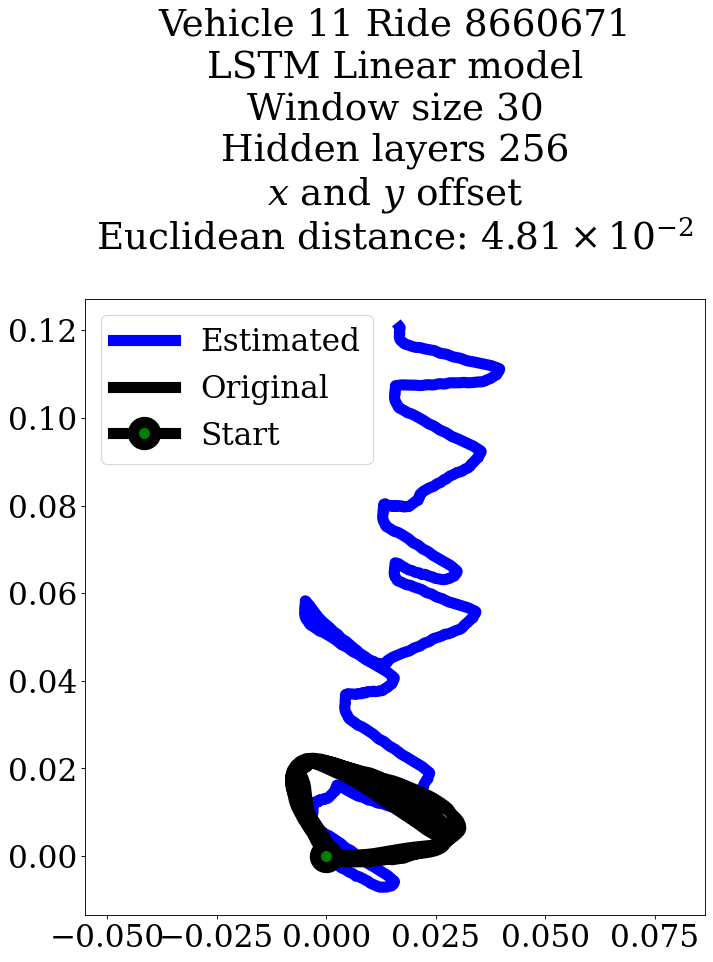 Vehicle 11 Ride 8660671
LSTM Linear model
Window size 30
Hidden layers 256
x and y offset
Euclidean distance: 4.81 × 10⁻²
Estimated
Original
Start
0.12
0.10
0.08
0.06
0.04
0.02
0.00
−0.050 −0.025 0.000 0.025 0.050 0.075